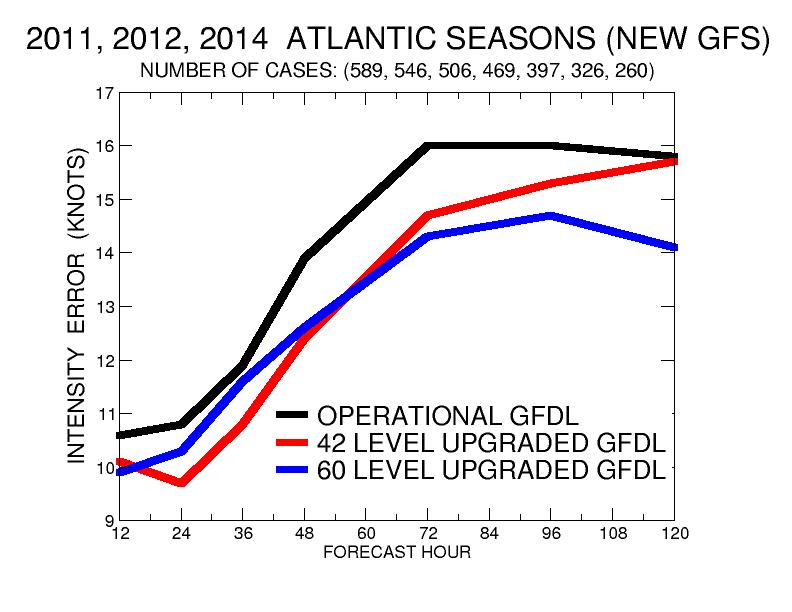 2011, 2012, 2014 ATLANTIC SEASONS (NEW GFS)
NUMBER OF CASES: (589, 546, 506, 469, 397, 326, 260)
17
16
15
14
13
12
11
10
9
INTENSITY ERROR (KNOTS)
OPERATIONAL GFDL
42 LEVEL UPGRADED GFDL
60 LEVEL UPGRADED GFDL
12 24 36 48 60 72 84 96 108 120
FORECAST HOUR